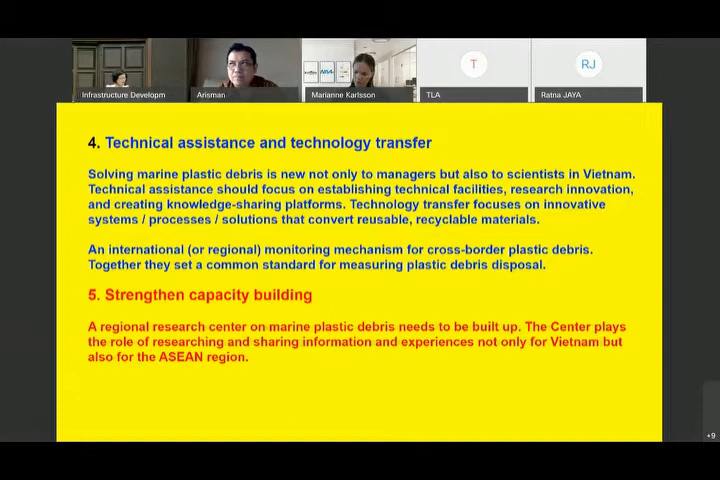 Infrastructure Developm
Arisman
Marianne Karlsson
T
TLA
RJ
Ratna JAYA
4. Technical assistance and technology transfer
Solving marine plastic debris is new not only to managers but also to scientists in Vietnam.
Technical assistance should focus on establishing technical facilities, research innovation,
and creating knowledge-sharing platforms. Technology transfer focuses on innovative
systems / processes / solutions that convert reusable, recyclable materials.
An international (or regional) monitoring mechanism for cross-border plastic debris.
Together they set a common standard for measuring plastic debris disposal.
5. Strengthen capacity building
A regional research center on marine plastic debris needs to be built up. The Center plays
the role of researching and sharing information and experiences not only for Vietnam but
also for the ASEAN region.
+9